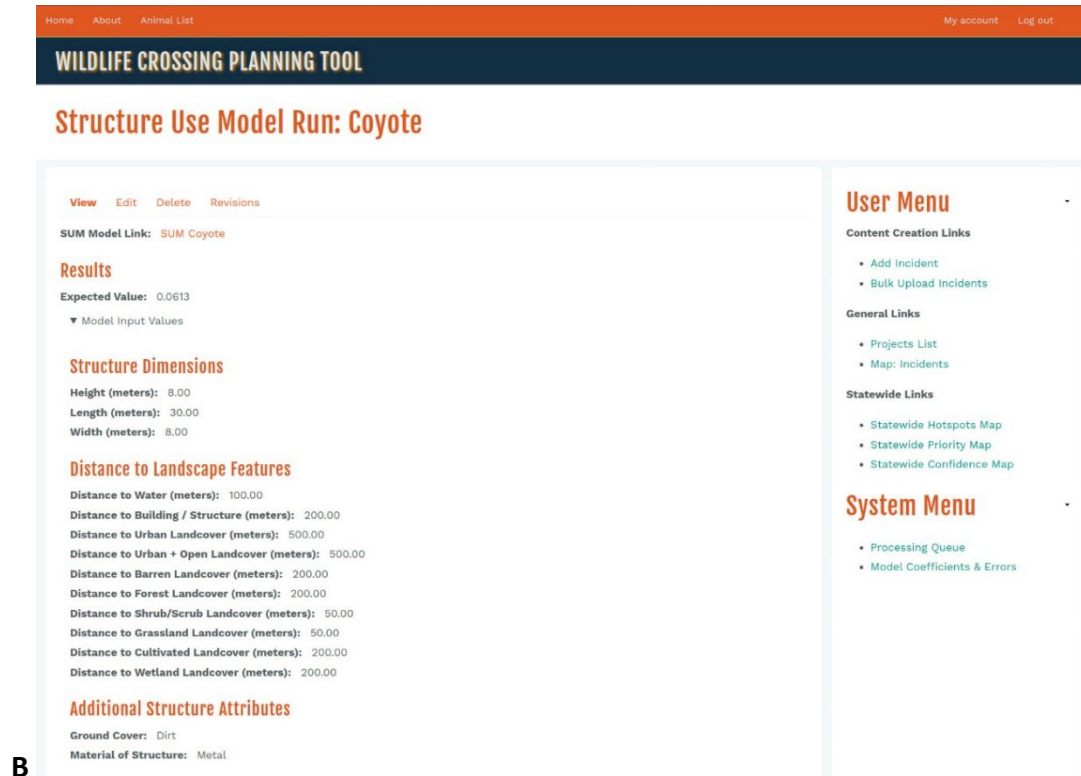 Home About Animal List My account Log out
WILDLIFE CROSSING PLANNING TOOL
Structure Use Model Run: Coyote
View Edit Delete Revisions
SUM Model Link: SUM Coyote
Results
Expected Value: 0.0613
▼ Model Input Values
Structure Dimensions
Height (meters): 8.00
Length (meters): 30.00
Width (meters): 8.00
Distance to Landscape Features
Distance to Water (meters): 100.00
Distance to Building / Structure (meters): 200.00
Distance to Urban Landcover (meters): 500.00
Distance to Urban + Open Landcover (meters): 500.00
Distance to Barren Landcover (meters): 200.00
Distance to Forest Landcover (meters): 200.00
Distance to Shrub/Scrub Landcover (meters): 50.00
Distance to Grassland Landcover (meters): 50.00
Distance to Cultivated Landcover (meters): 200.00
Distance to Wetland Landcover (meters): 200.00
Additional Structure Attributes
Ground Cover: Dirt
Material of Structure: Metal
User Menu
Content Creation Links
• Add Incident
• Bulk Upload Incidents
General Links
• Projects List
• Map: Incidents
Statewide Links
• Statewide Hotspots Map
• Statewide Priority Map
• Statewide Confidence Map
System Menu
• Processing Queue
• Model Coefficients & Errors
B